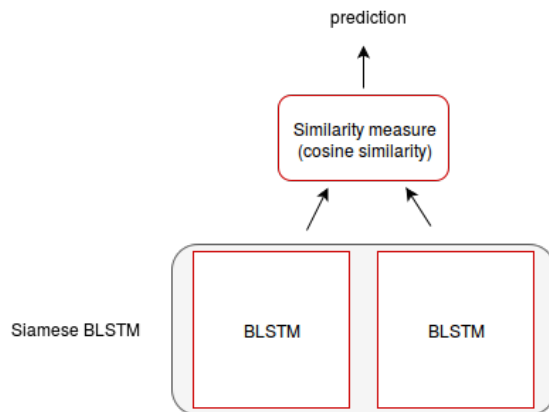 prediction
Similarity measure
(cosine similarity)
Siamese BLSTM
BLSTM
BLSTM